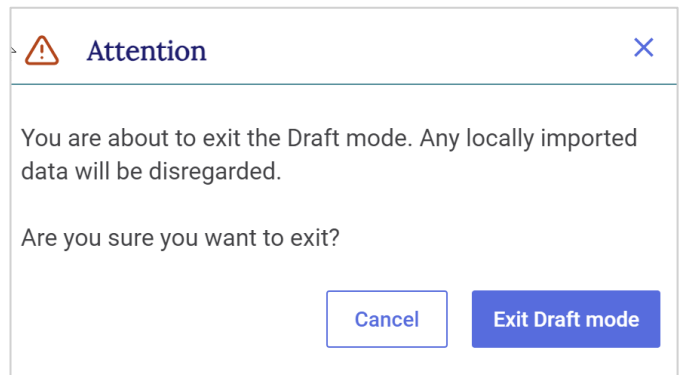 Attention
You are about to exit the Draft mode. Any locally imported
data will be disregarded.
Are you sure you want to exit?
Cancel
Exit Draft mode